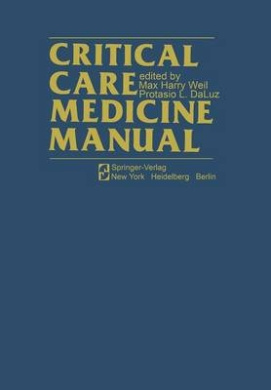 CRITICAL
CARE
edited by
Max Harry Weil
Protasio L. DaLuz
MEDICINE
MANUAL
Springer-Verlag
New York Heidelberg Berlin